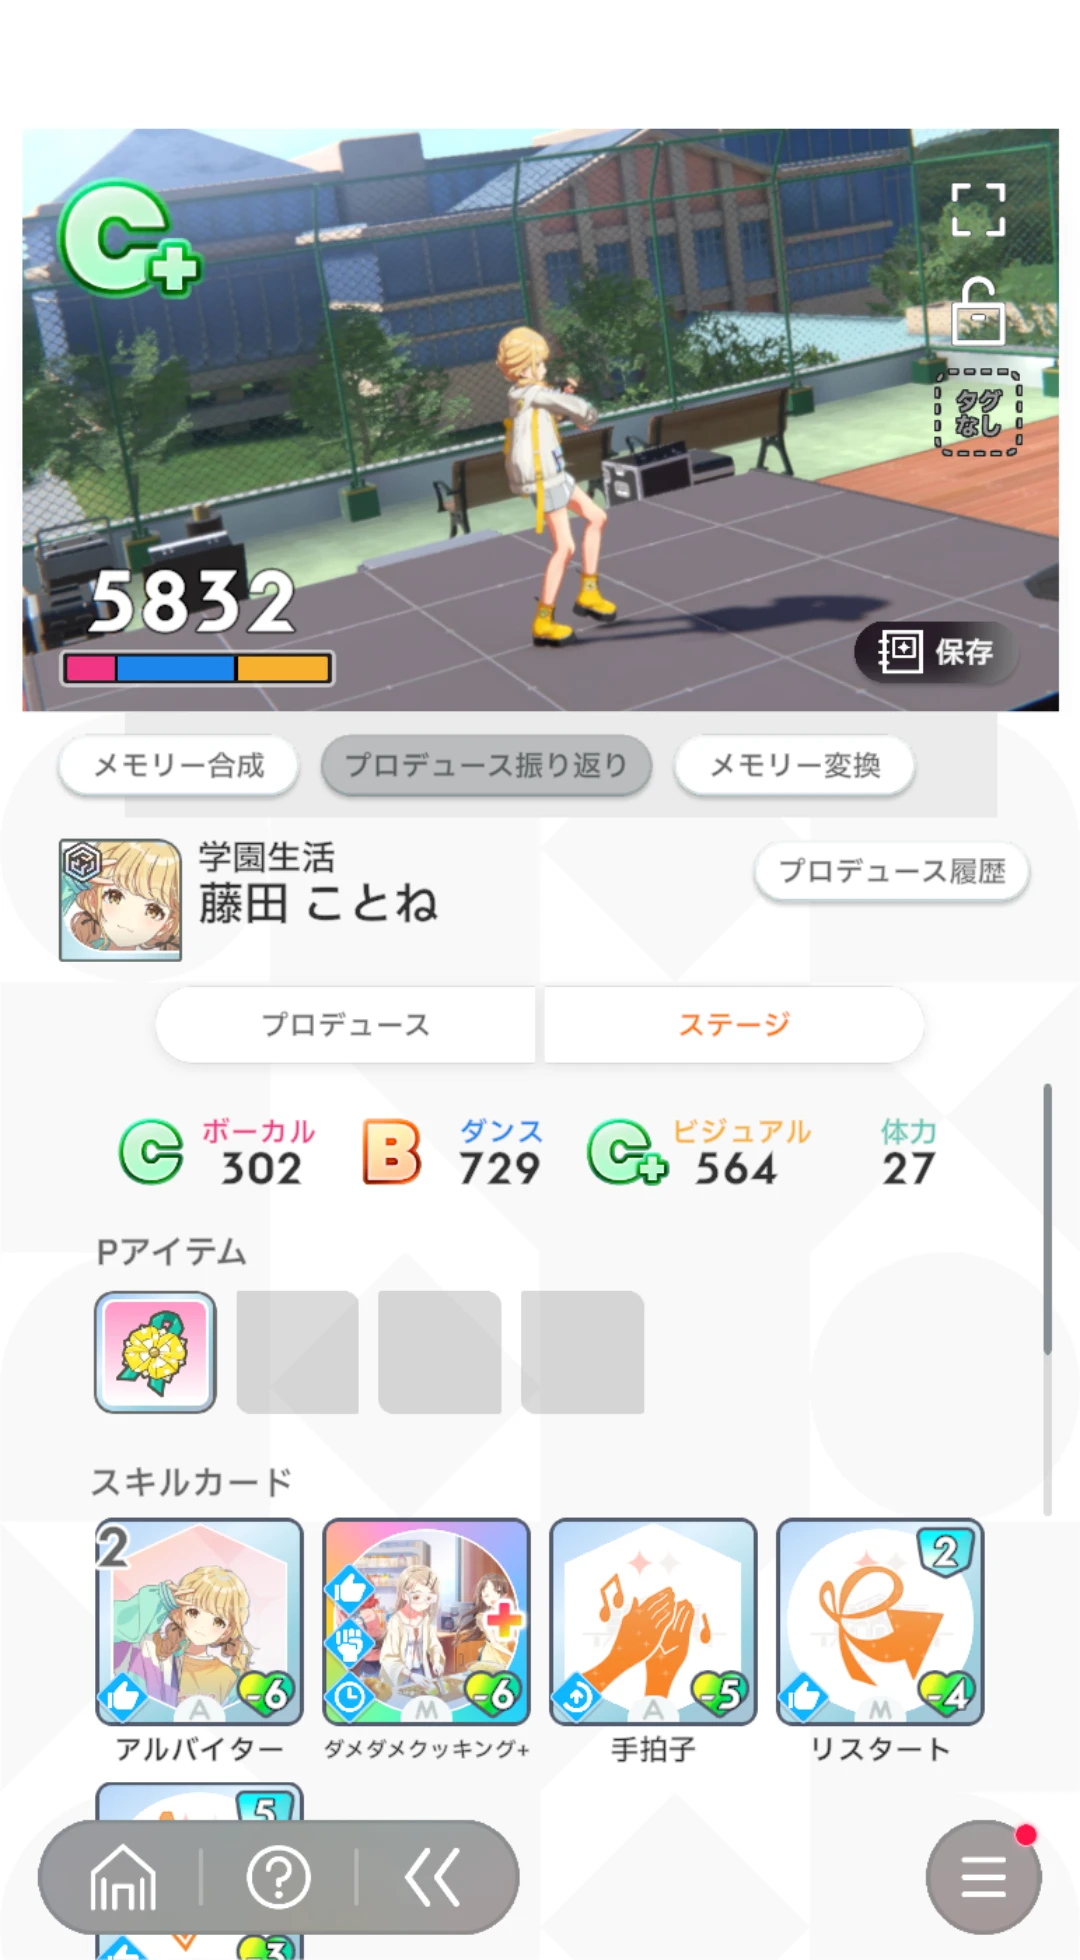 C+
タグ
なし
5832
保存
メモリー合成
プロデュース振り返り
メモリー変換
学園生活
藤田 ことね
プロデュース履歴
プロデュース
ステージ
C ボーカル 302
B ダンス 729
C+ ビジュアル 564
体力 27
Pアイテム
スキルカード
2 A -6
M -6
A -5
2 M -4
アルバイター
ダメダメクッキング+
手拍子
リスタート
5
?
-3